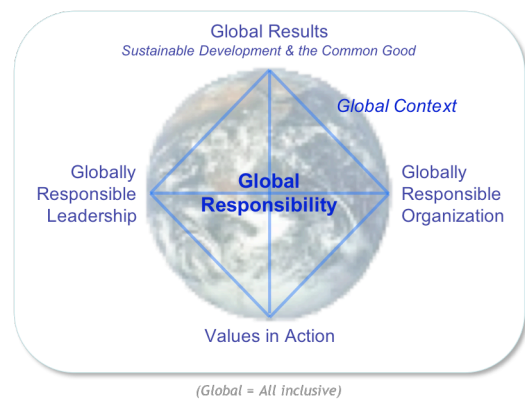 Global Results
Sustainable Development & the Common Good
Global Context
Globally
Responsible
Leadership
Global
Responsibility
Globally
Responsible
Organization
Values in Action
(Global = All inclusive)